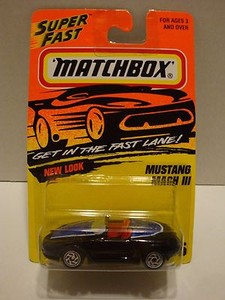 SUPER FAST
FOR AGES 3
AND OVER
MATCHBOX®
GET IN THE FAST LANE!
NEW LOOK
MUSTANG
MACH III